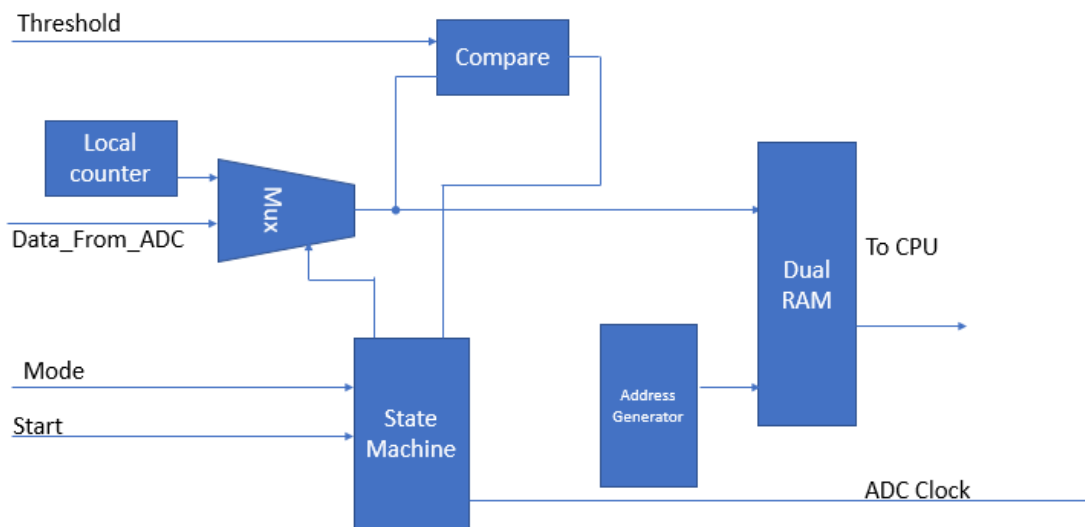 Threshold
Compare
Local
counter
Mux
Data_From_ADC
To CPU
Dual
RAM
Mode
Address
Generator
Start
State
Machine
ADC Clock